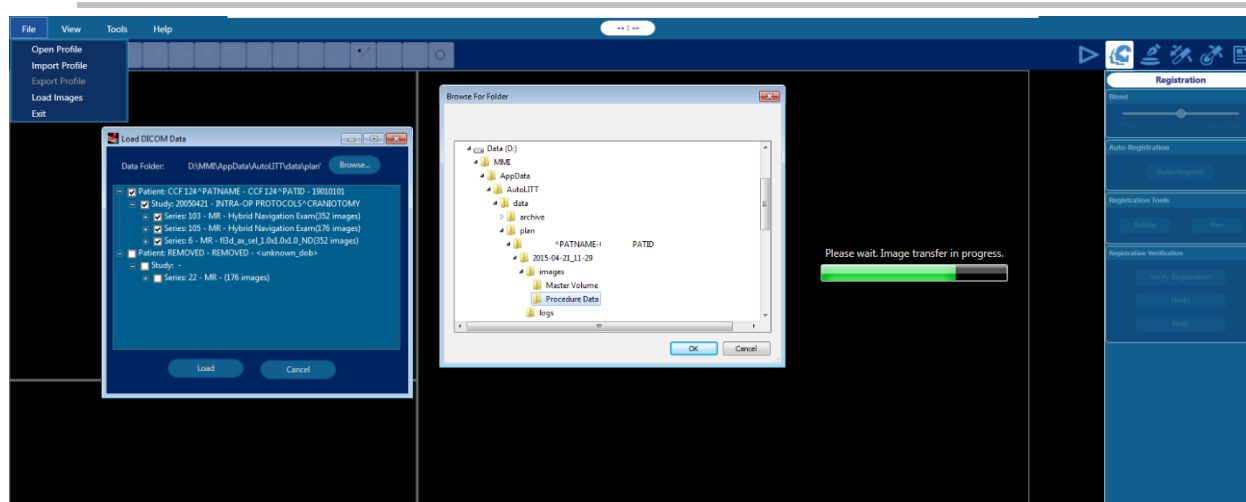 File View Tools Help
-- : --
Open Profile
Import Profile
Export Profile
Load Images
Exit
Load DICOM Data
Data Folder: D:\MMI\AppData\AutoLITT\data\plan\ Browse...
Patient: CCF 124^PATNAME - CCF 124^PATID - 19010101
Study: 20050421 - INTRA-OP PROTOCOLS^CRANIOTOMY
Series: 103 - MR - Hybrid Navigation Exam(352 images)
Series: 105 - MR - Hybrid Navigation Exam(176 images)
Series: 6 - MR - fl3d_ax_sel_1.0x1.0x1.0_ND(352 images)
Patient: REMOVED - REMOVED - <unknown_dob>
Study: -
Series: 22 - MR - (176 images)
Load Cancel
Browse For Folder
Data (D:)
MME
AppData
AutoLITT
data
archive
plan
^PATNAME-( PATID
2015-04-21_11-29
images
Master Volume
Procedure Data
logs
OK Cancel
Please wait. Image transfer in progress.
Registration
Blend
Auto-Registration
Auto-Register
Registration Tools
Rotate Pan
Registration Verification
Verify Registration
Undo
Redo